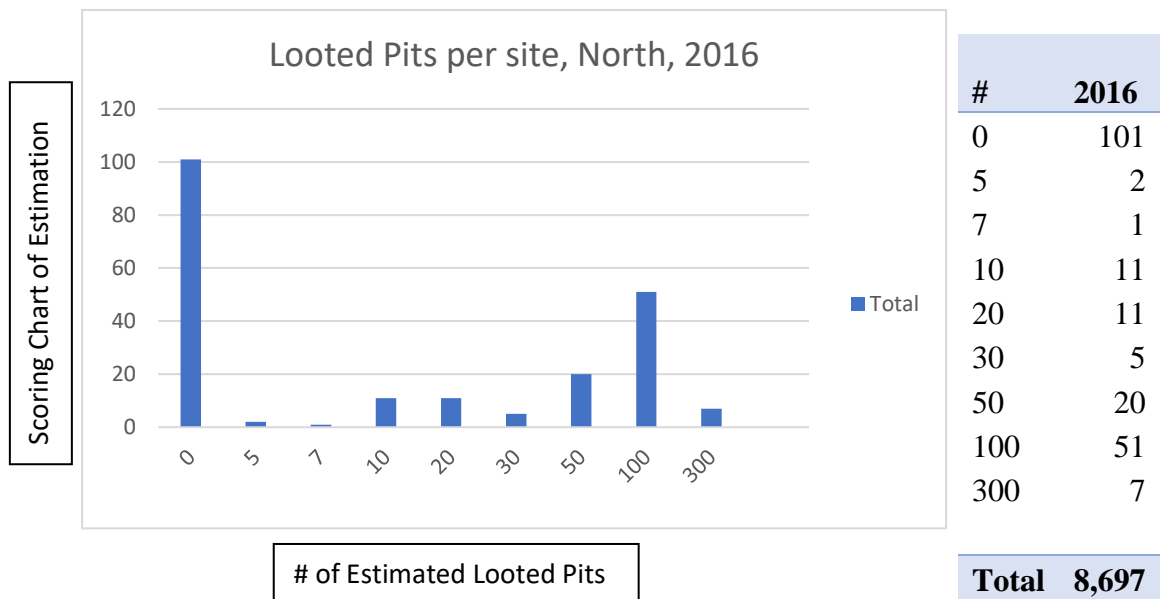 Looted Pits per site, North, 2016
Scoring Chart of Estimation
120
100
80
60
40
20
0
0 5 7 10 20 30 50 100 300
Total
# of Estimated Looted Pits
# 2016
0 101
5 2
7 1
10 11
20 11
30 5
50 20
100 51
300 7
Total 8,697